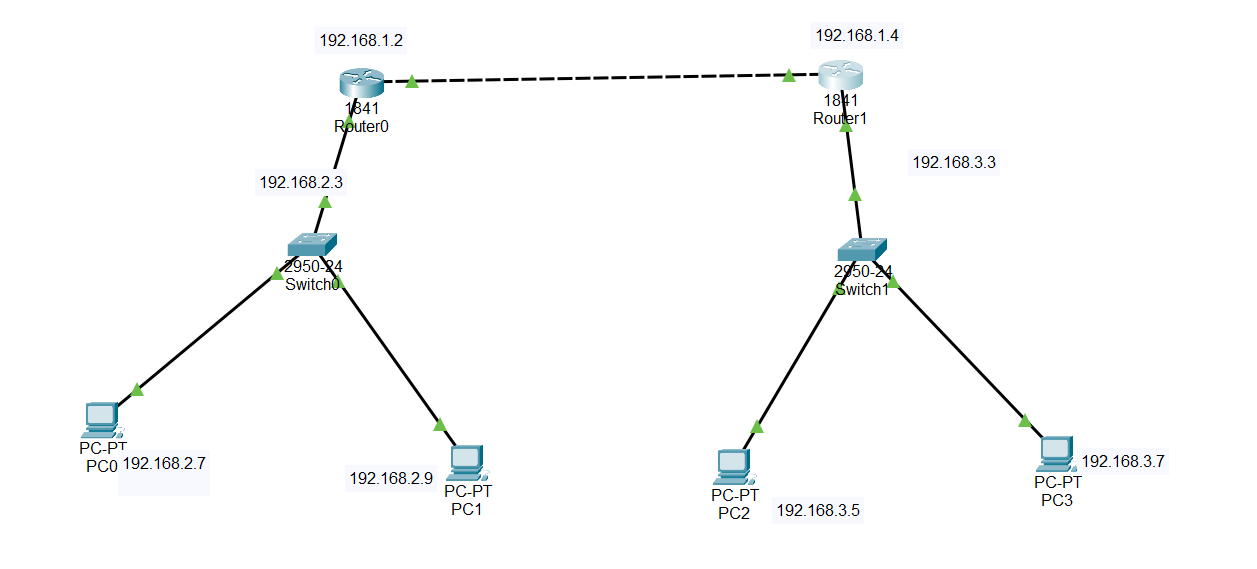 192.168.1.2
192.168.1.4
1841
Router0
1841
Router1
192.168.3.3
192.168.2.3
2950-24
Switch0
2950-24
Switch1
PC-PT
PC0
192.168.2.7
192.168.2.9
PC-PT
PC1
PC-PT
PC2
192.168.3.5
192.168.3.7
PC-PT
PC3